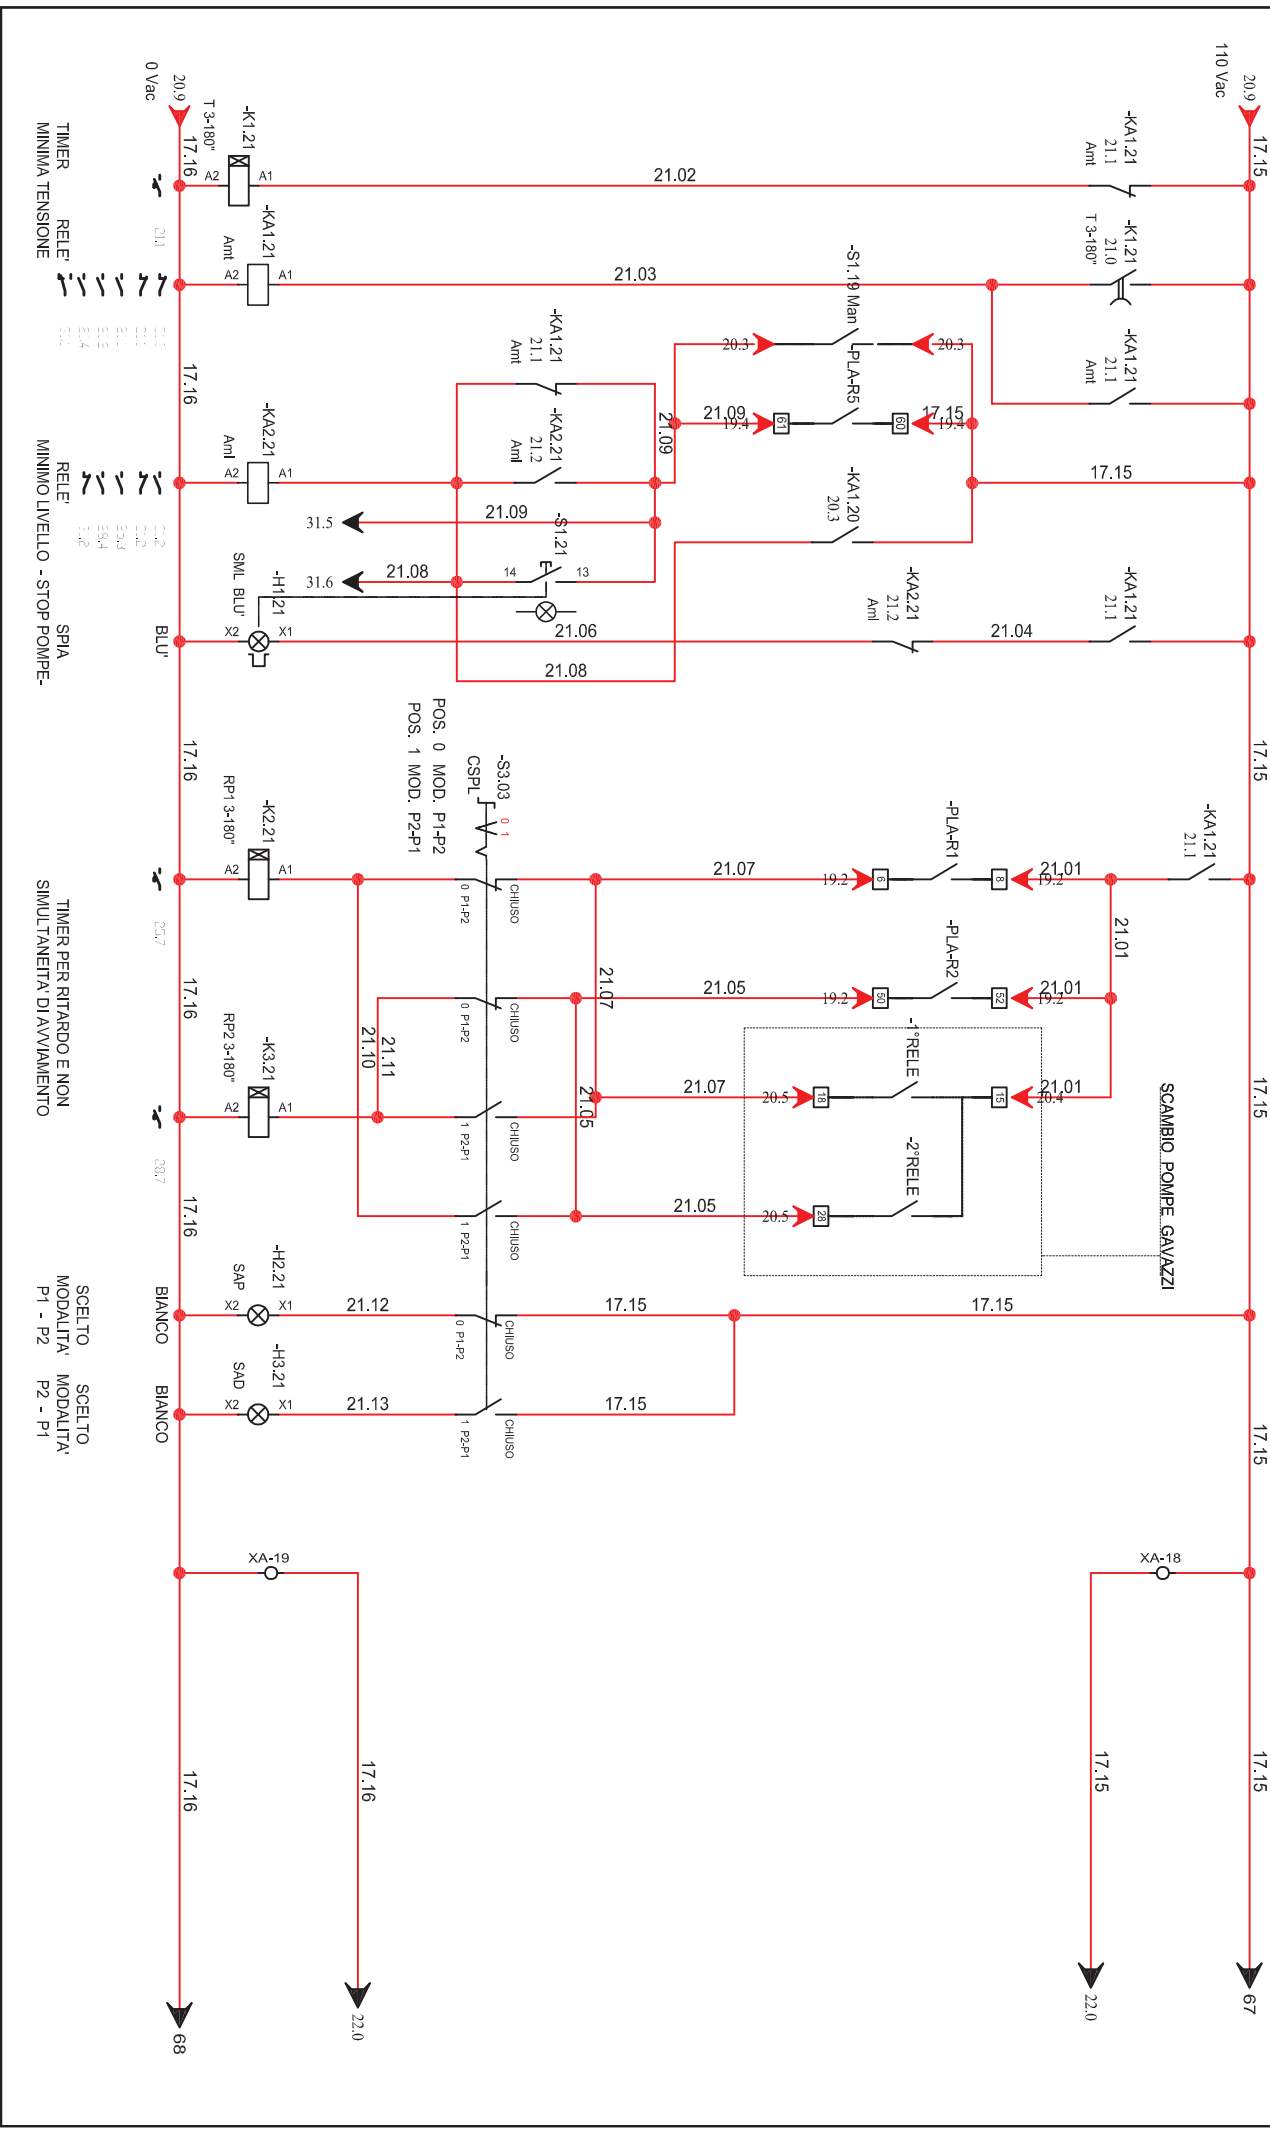 110 Vac
20.9
17.15
17.15
17.15
17.15
17.15
67
-KA1.21
21.1
Amt
-K1.21
21.0
T 3-180"
-KA1.21
21.1
Amt
17.15
-KA1.21
21.1
-KA1.21
21.1
XA-18
17.15
22.0
21.02
21.03
-S1.19 Man
20.3
20.3
-PLA-R5
21.09
19.4
61
60
17.15
19.4
-KA1.20
20.3
-KA2.21
21.2
Aml
21.04
21.06
-KA1.21
21.1
Amt
-KA2.21
21.2
Aml
21.09
21.09
31.5
-S1.21
14
13
21.08
31.6
21.08
-PLA-R1
21.07
19.2
6
8
21.01
19.2
21.01
-PLA-R2
21.05
19.2
50
52
21.01
19.2
SCAMBIO POMPE GAVAZZI
-1°RELE
21.07
20.5
18
15
21.01
20.4
-2°RELE
21.05
20.5
28
21.07
21.05
17.15
17.15
17.15
-S3.03
CSPL
0 1
POS. 0 MOD. P1-P2
POS. 1 MOD. P2-P1
CHIUSO
0 P1-P2
CHIUSO
0 P1-P2
CHIUSO
1 P2-P1
CHIUSO
1 P2-P1
CHIUSO
0 P1-P2
CHIUSO
1 P2-P1
21.11
21.10
21.12
21.13
-K1.21
T 3-180"
A2
A1
-KA1.21
Amt
A2
A1
-KA2.21
Aml
A2
A1
-H1.21
SML BLU'
X2
X1
-K2.21
RP1 3-180"
A2
A1
-K3.21
RP2 3-180"
A2
A1
-H2.21
SAP
X2
X1
-H3.21
SAD
X2
X1
XA-19
17.16
22.0
0 Vac
20.9
17.16
17.16
17.16
17.16
17.16
17.16
68
21.1
25.7
28.7
BLU'
BIANCO
BIANCO
TIMER RELE'
MINIMA TENSIONE
RELE' SPIA
MINIMO LIVELLO - STOP POMPE-
TIMER PER RITARDO E NON
SIMULTANEITA' DI AVVIAMENTO
SCELTO
MODALITA'
P1 - P2
SCELTO
MODALITA'
P2 - P1